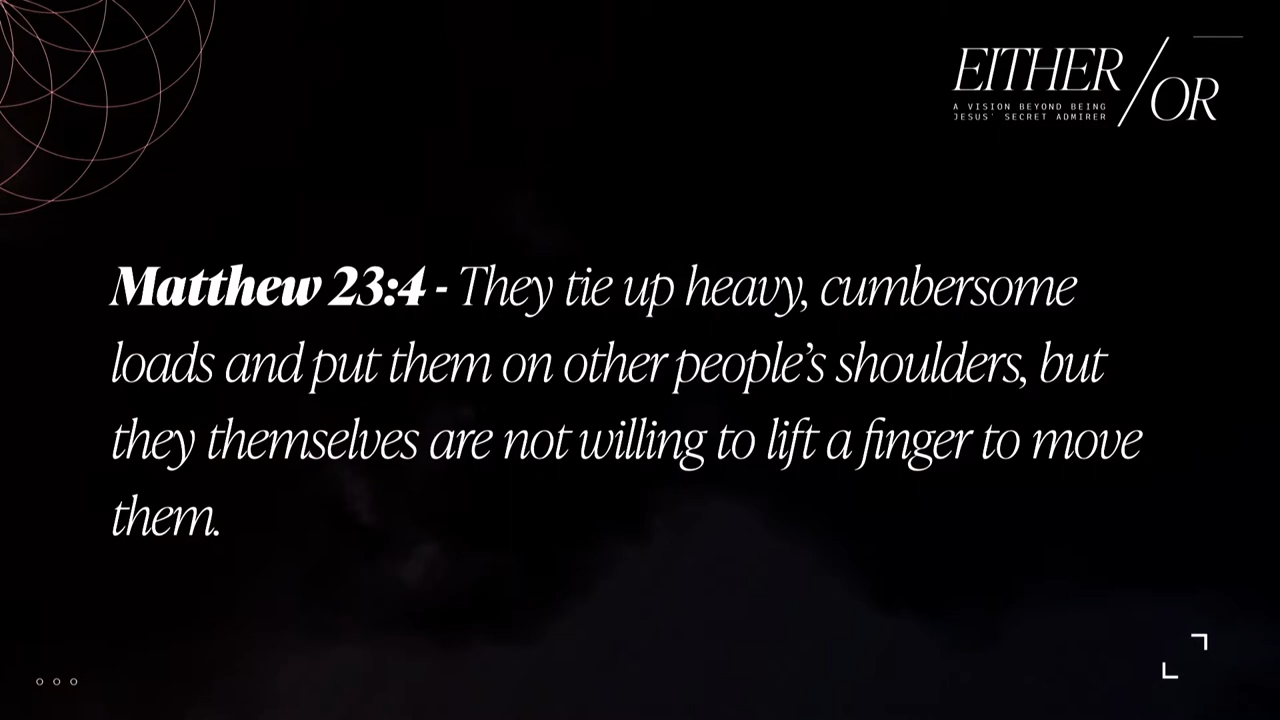 EITHER/OR
A VISION BEYOND BEING
JESUS' SECRET ADMIRER
Matthew 23:4 - They tie up heavy, cumbersome
loads and put them on other people’s shoulders, but
they themselves are not willing to lift a finger to move
them.